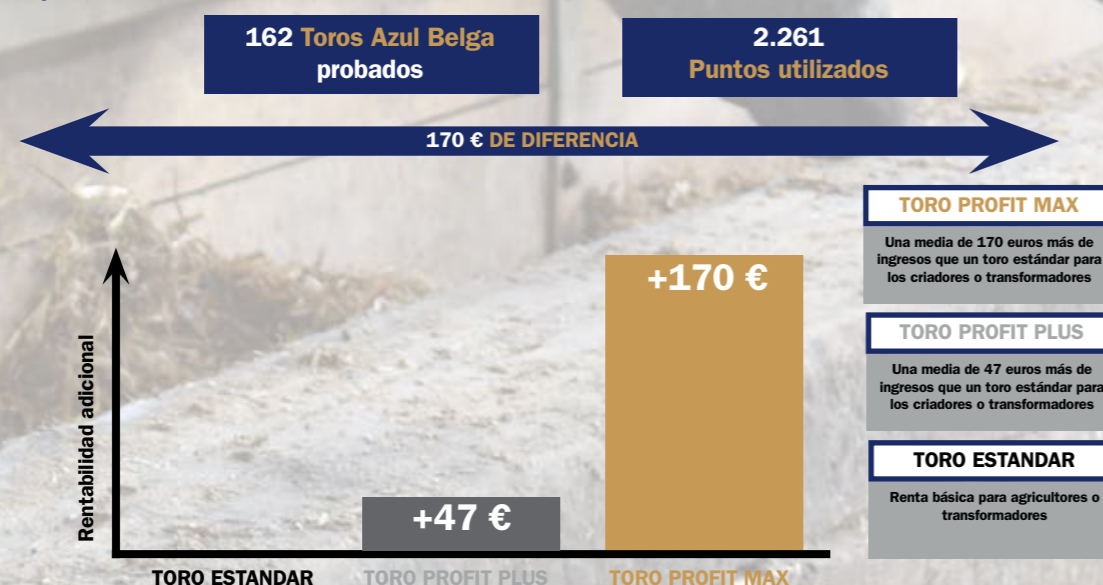 162 Toros Azul Belga
probados
2.261
Puntos utilizados
170 € DE DIFERENCIA
TORO PROFIT MAX
Una media de 170 euros más de
ingresos que un toro estándar para
los criadores o transformadores
+170 €
TORO PROFIT PLUS
Una media de 47 euros más de
ingresos que un toro estándar para
los criadores o transformadores
Rentabilidad adicional
TORO ESTANDAR
Renta básica para agricultores o
transformadores
+47 €
TORO ESTANDAR
TORO PROFIT PLUS
TORO PROFIT MAX